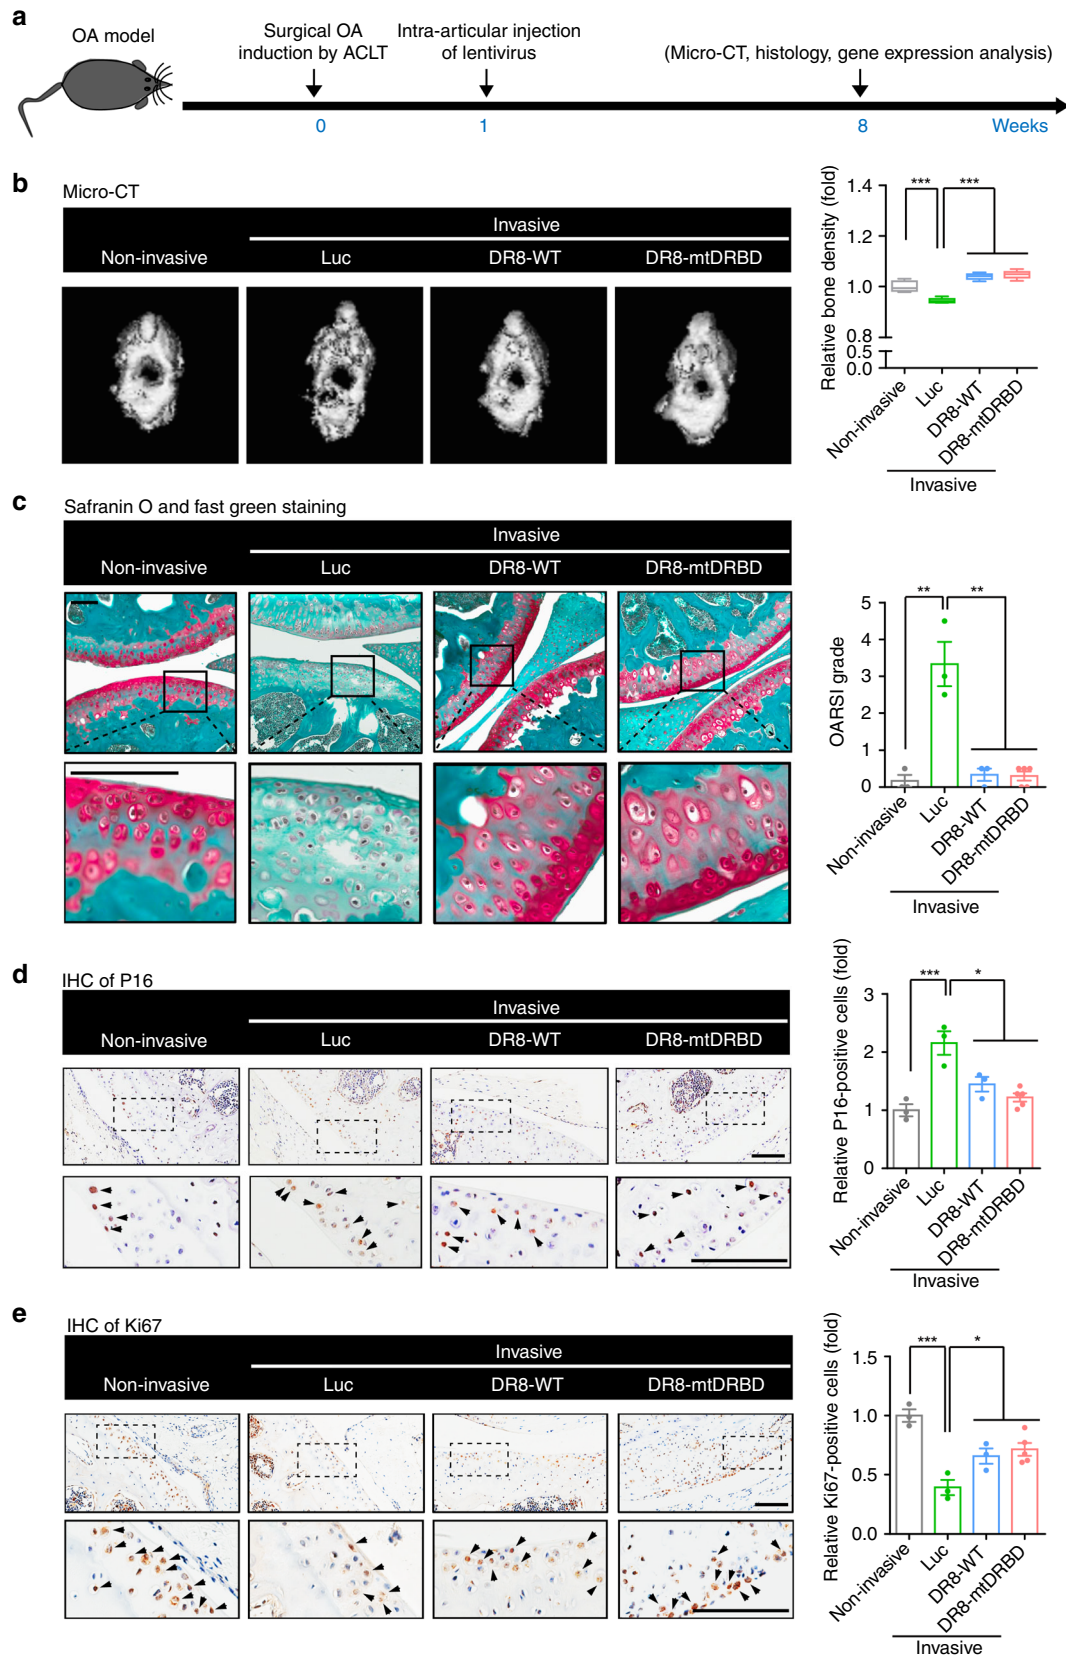 a
OA model
Surgical OA
induction by ACLT
Intra-articular injection
of lentivirus
(Micro-CT, histology, gene expression analysis)
0
1
8
Weeks
b
Micro-CT
Invasive
Non-invasive
Luc
DR8-WT
DR8-mtDRBD
Relative bone density (fold)
1.4
1.2
1.0
0.8
0.5
0.0
***
***
Non-invasive
Luc
DR8-WT
DR8-mtDRBD
Invasive
c
Safranin O and fast green staining
Invasive
Non-invasive
Luc
DR8-WT
DR8-mtDRBD
OARSI grade
5
4
3
2
1
0
**
**
Non-invasive
Luc
DR8-WT
DR8-mtDRBD
Invasive
d
IHC of P16
Invasive
Non-invasive
Luc
DR8-WT
DR8-mtDRBD
Relative P16-positive cells (fold)
3
2
1
0
***
*
Non-invasive
Luc
DR8-WT
DR8-mtDRBD
Invasive
e
IHC of Ki67
Invasive
Non-invasive
Luc
DR8-WT
DR8-mtDRBD
Relative Ki67-positive cells (fold)
1.5
1.0
0.5
0.0
***
*
Non-invasive
Luc
DR8-WT
DR8-mtDRBD
Invasive